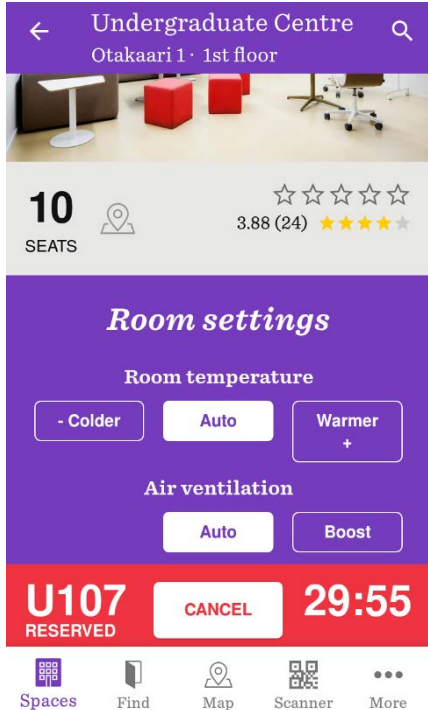 Undergraduate Centre
Otakaari 1 · 1st floor
10
SEATS
3.88 (24)
Room settings
Room temperature
- Colder
Auto
Warmer
+
Air ventilation
Auto
Boost
U107
RESERVED
CANCEL
29:55
Spaces
Find
Map
Scanner
More